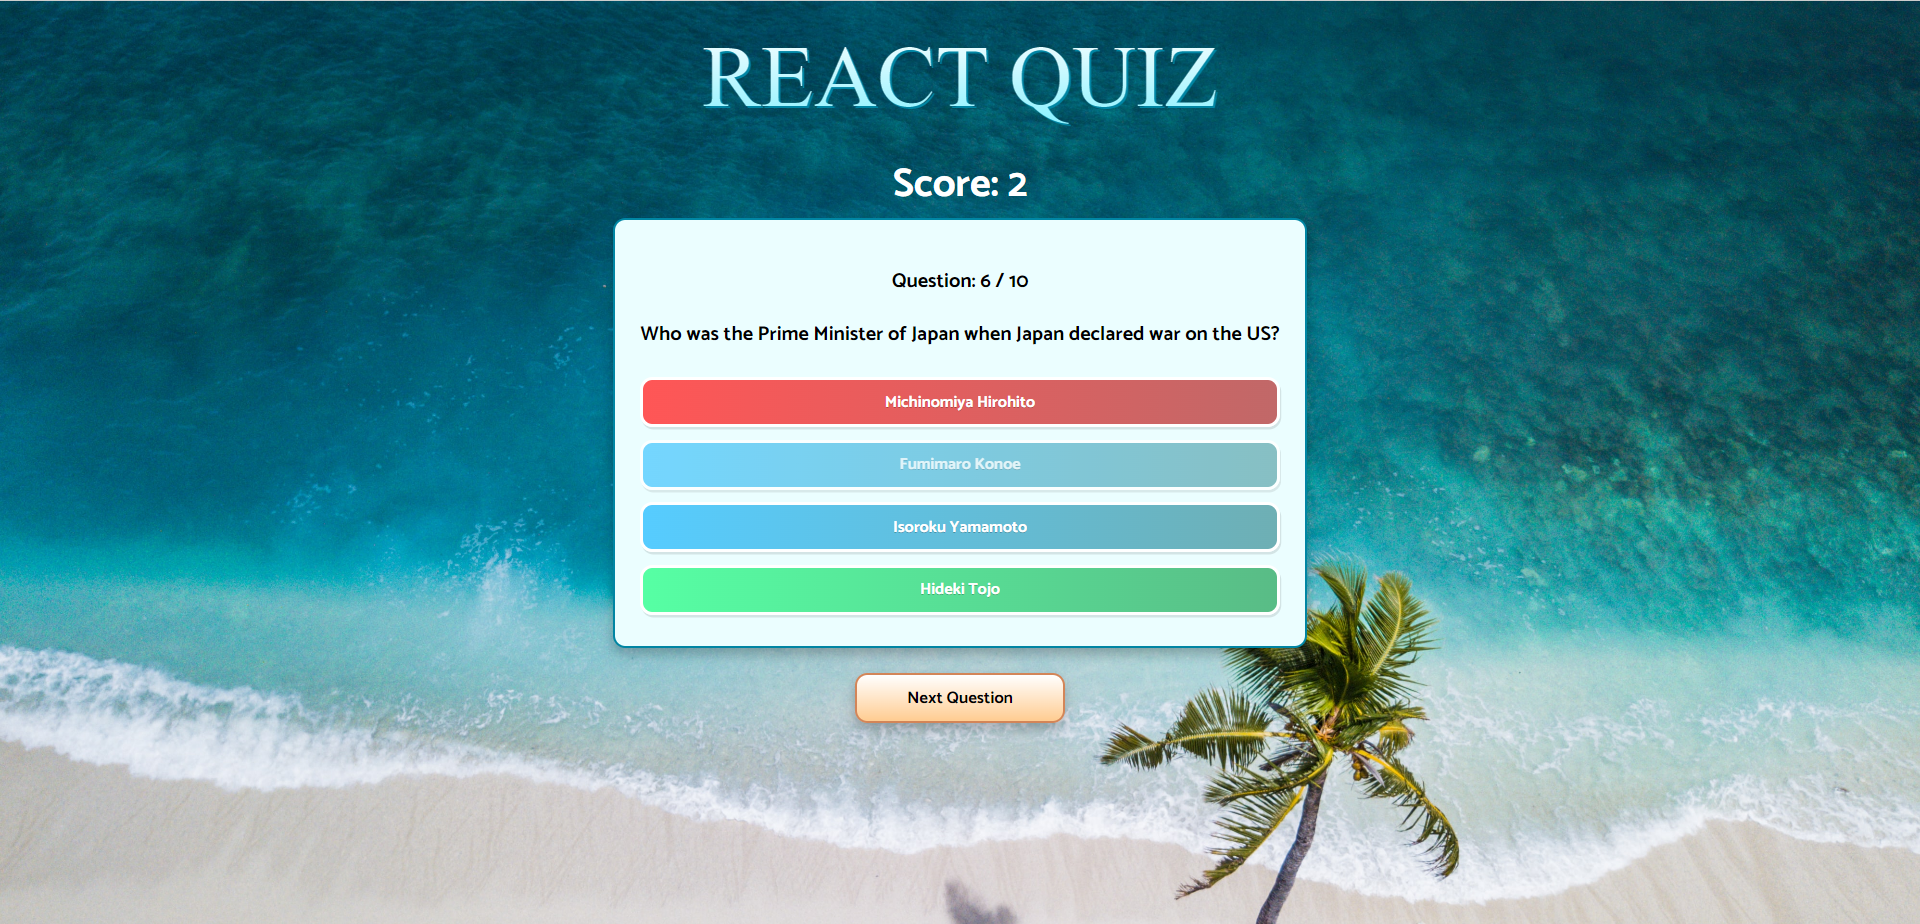 REACT QUIZ
Score: 2
Question: 6 / 10
Who was the Prime Minister of Japan when Japan declared war on the US?
Michinomiya Hirohito
Fumimaro Konoe
Isoroku Yamamoto
Hideki Tojo
Next Question